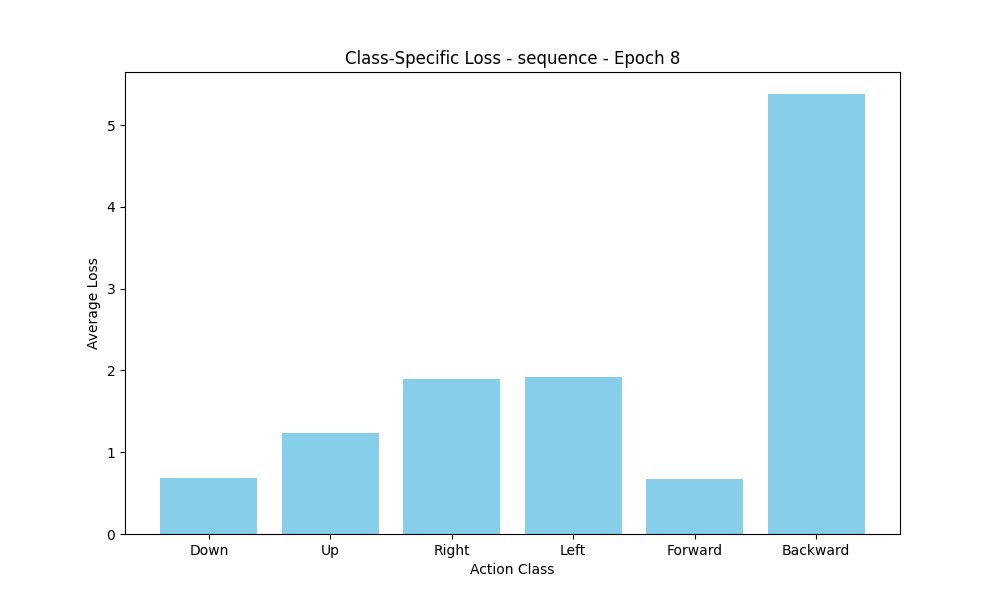 Class-Specific Loss - sequence - Epoch 8
Average Loss
5
4
3
2
1
0
Down Up Right Left Forward Backward
Action Class